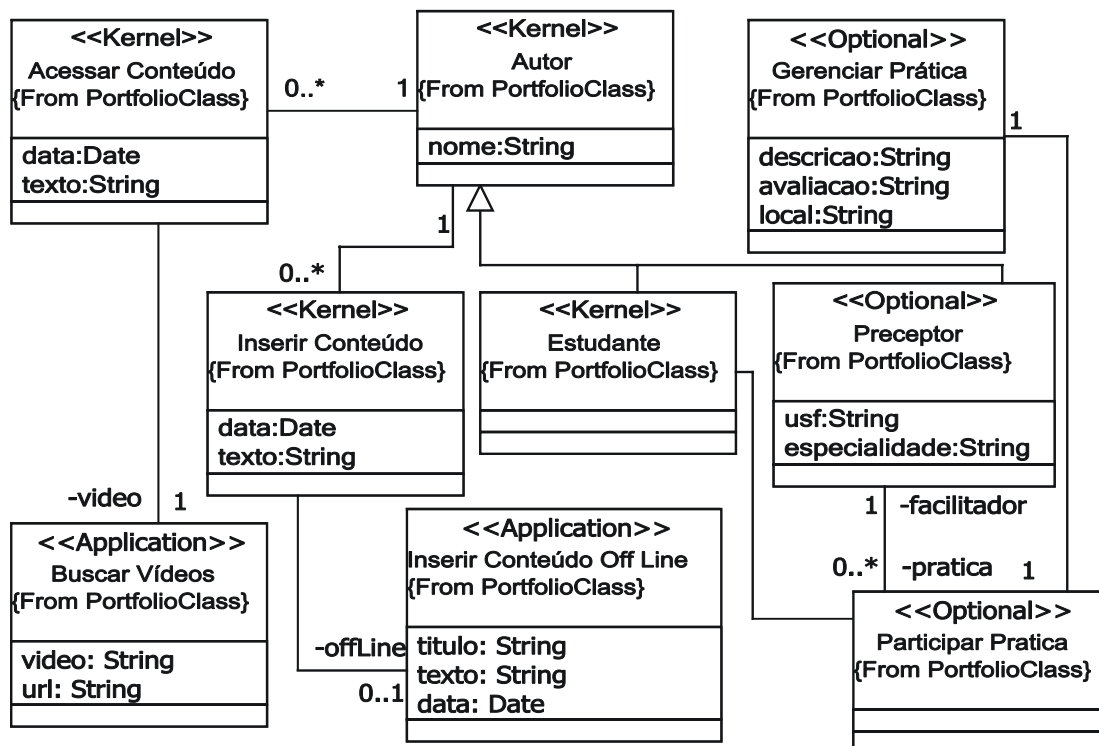 <<Kernel>>
Acessar Conteúdo
{From PortfolioClass}
data:Date
texto:String
0..*
1
<<Kernel>>
Autor
{From PortfolioClass}
nome:String
<<Optional>>
Gerenciar Prática
{From PortfolioClass}
descricao:String
avaliacao:String
local:String
1
1
0..*
<<Kernel>>
Inserir Conteúdo
{From PortfolioClass}
data:Date
texto:String
<<Kernel>>
Estudante
{From PortfolioClass}
<<Optional>>
Preceptor
{From PortfolioClass}
usf:String
especialidade:String
-video
1
<<Application>>
Buscar Vídeos
{From PortfolioClass}
video: String
url: String
-offLine
0..1
<<Application>>
Inserir Conteúdo Off Line
{From PortfolioClass}
titulo: String
texto: String
data: Date
1
-facilitador
0..*
-pratica
1
<<Optional>>
Participar Pratica
{From PortfolioClass}